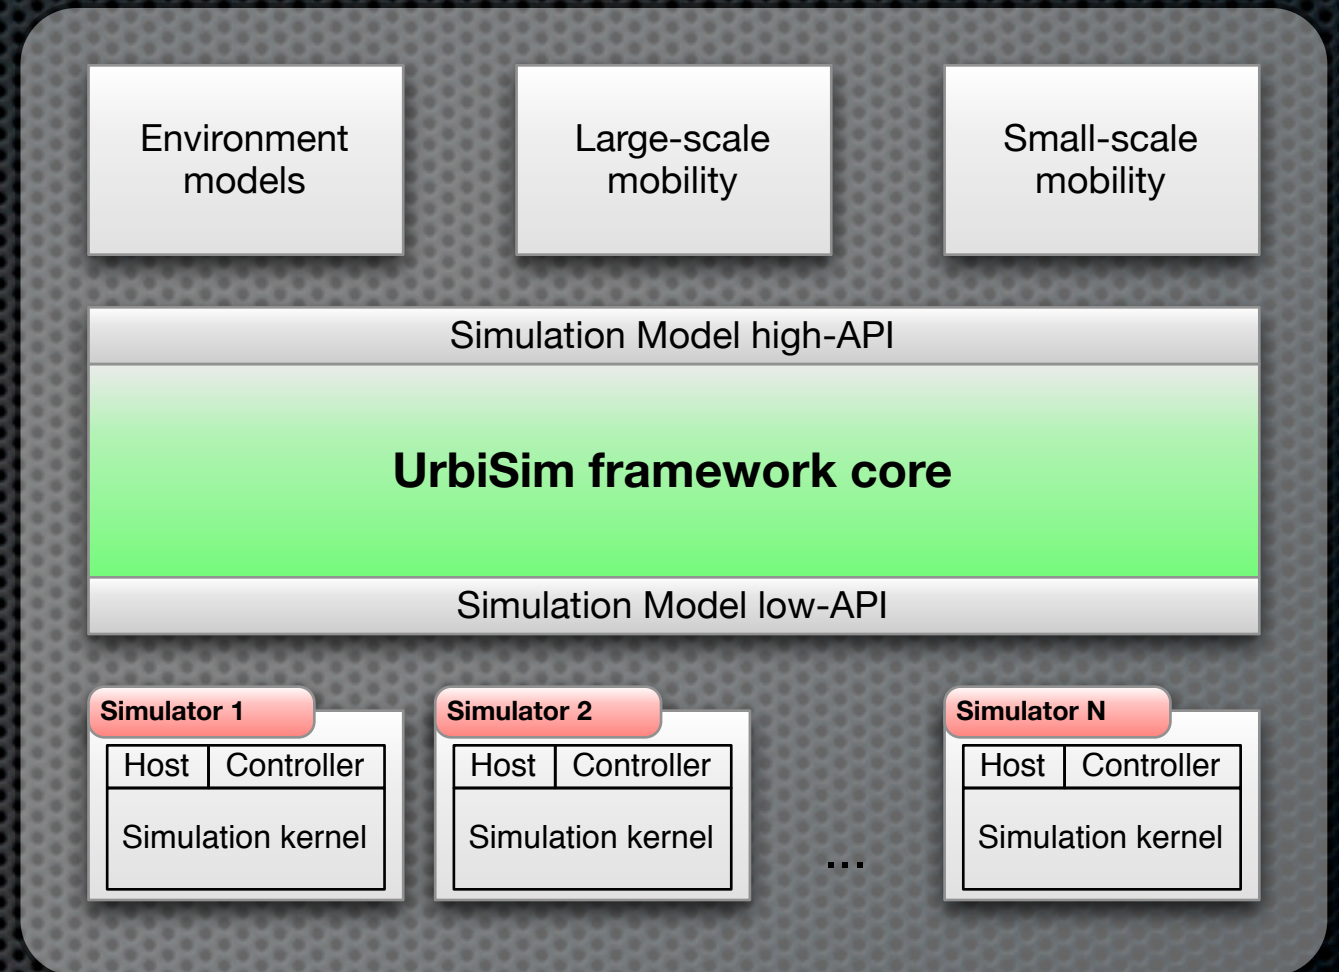 Environment
models
Large-scale
mobility
Small-scale
mobility
Simulation Model high-API
UrbiSim framework core
Simulation Model low-API
Simulator 1
Host
Controller
Simulation kernel
Simulator 2
Host
Controller
Simulation kernel
...
Simulator N
Host
Controller
Simulation kernel